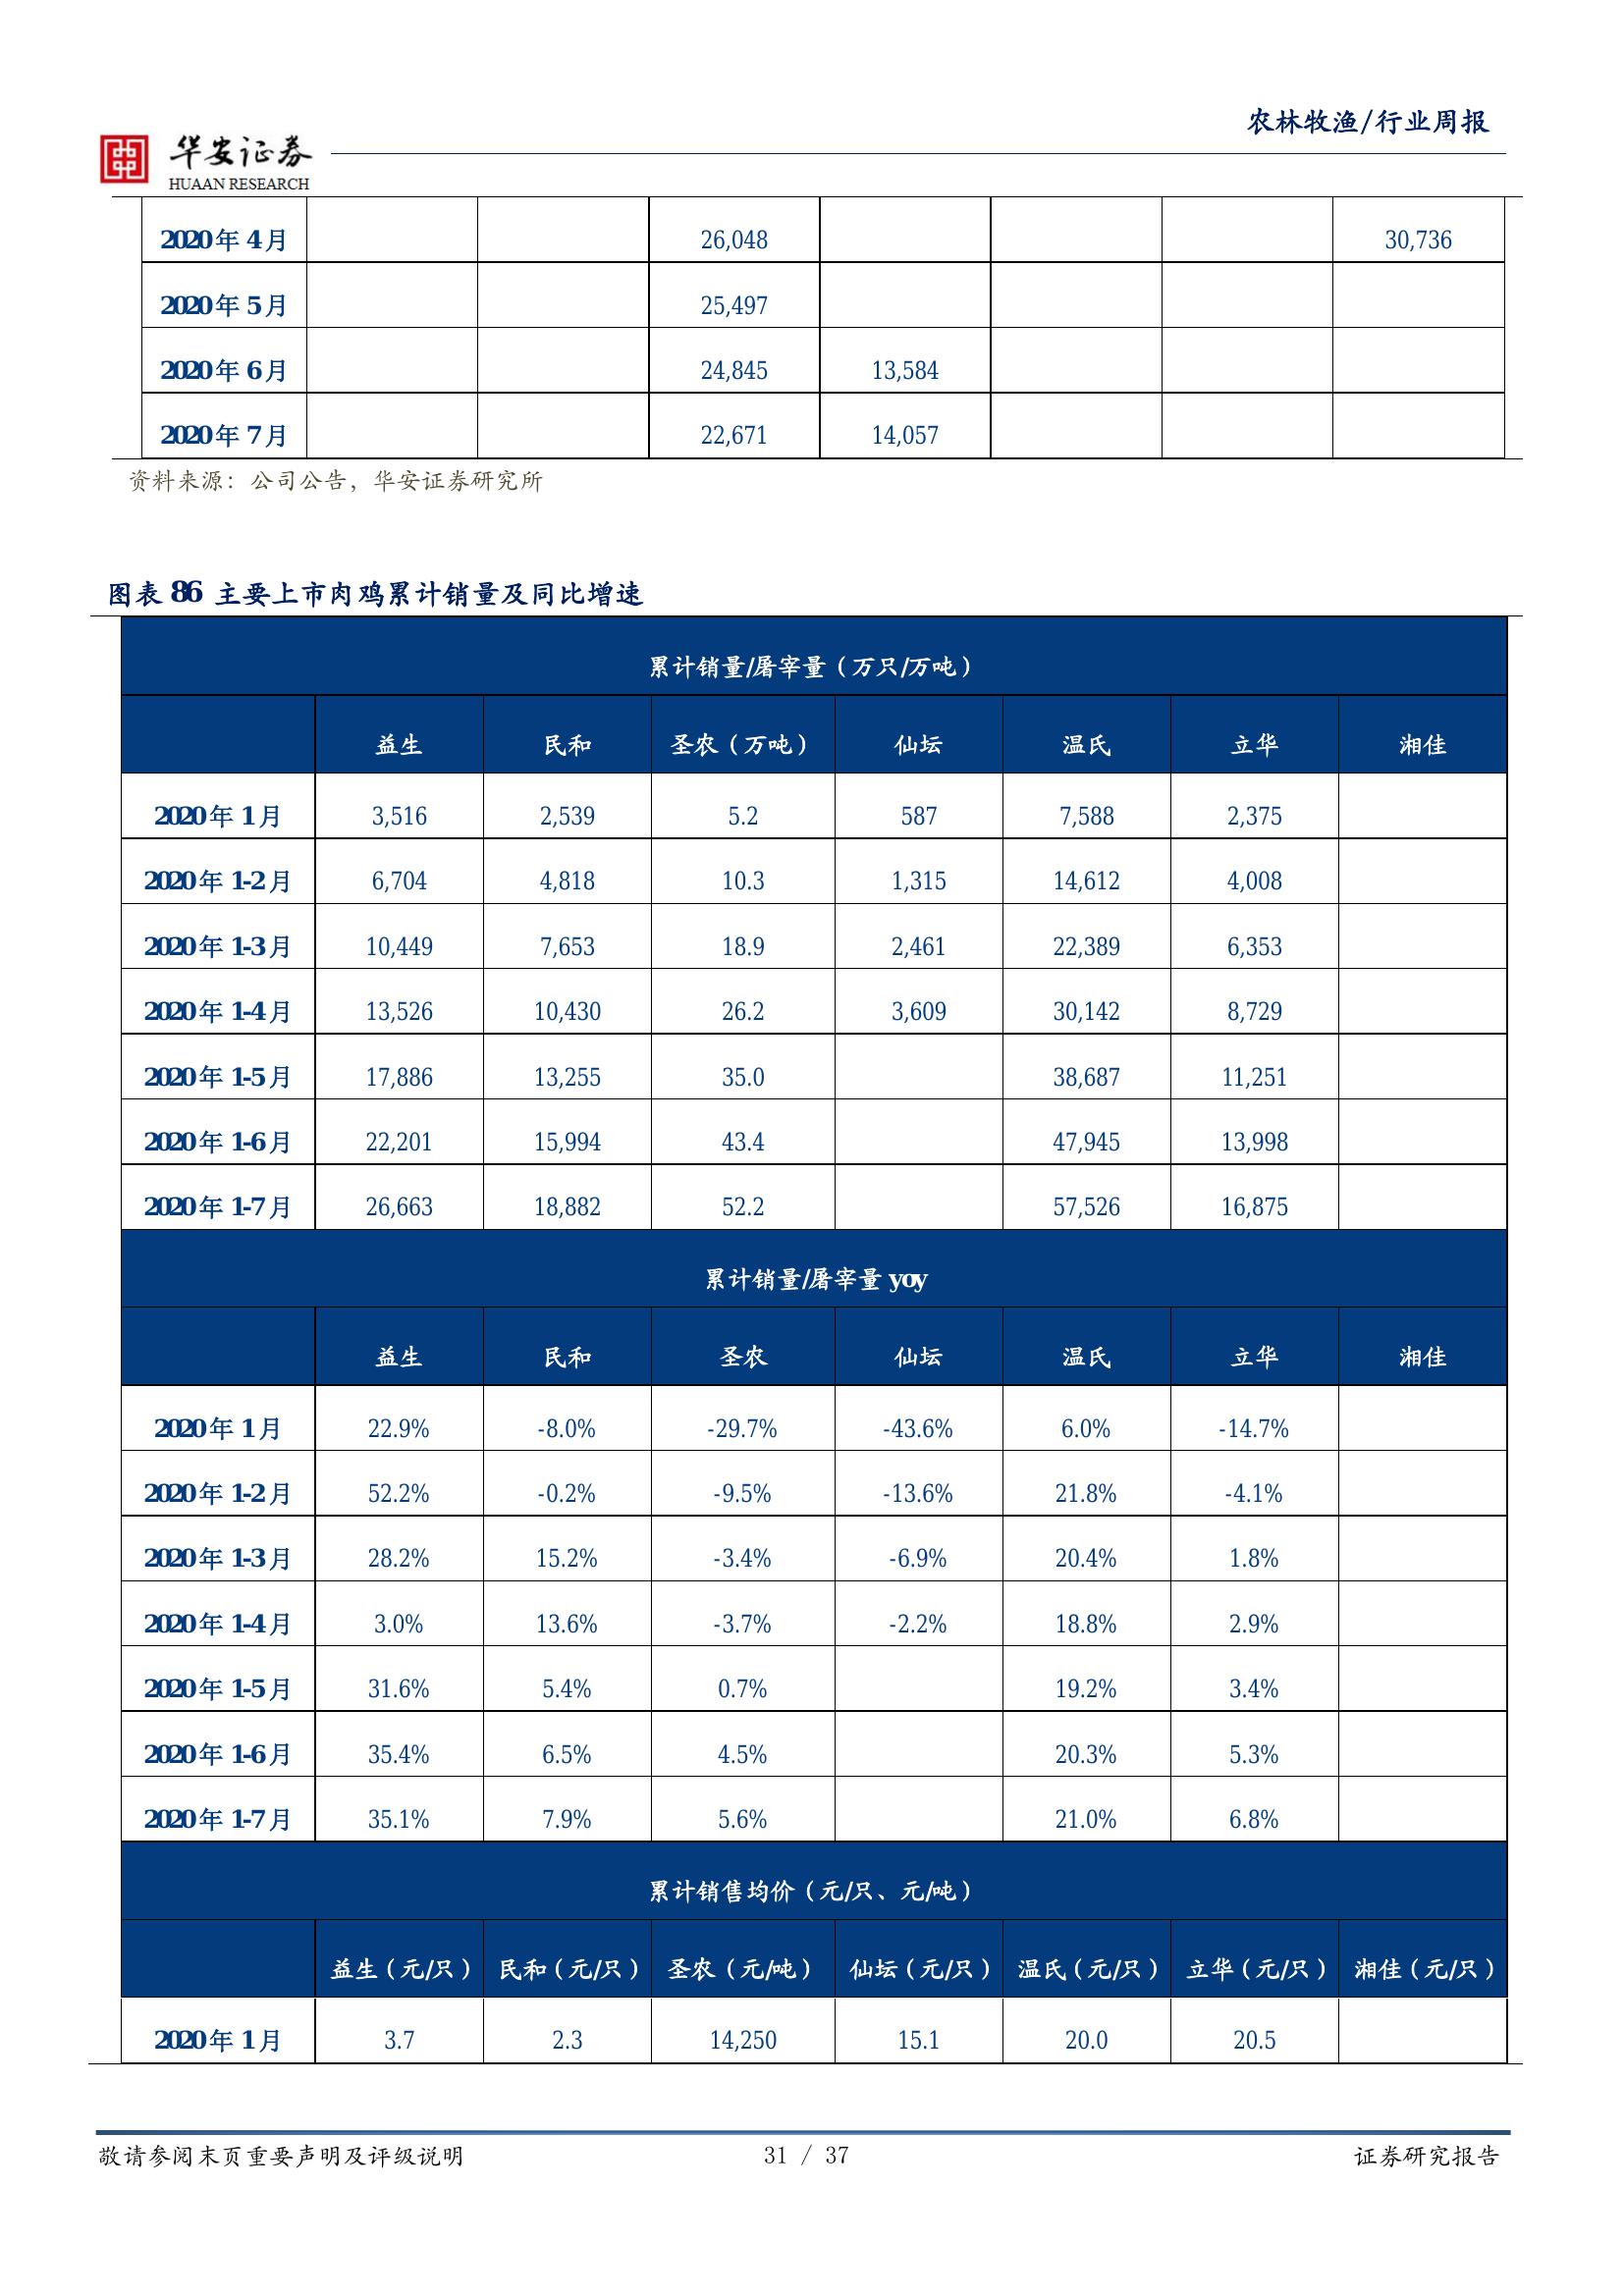 农林牧渔/行业周报
华安证券
HUAAN RESEARCH
2020年4月 26,048 30,736
2020年5月 25,497
2020年6月 24,845 13,584
2020年7月 22,671 14,057
资料来源：公司公告，华安证券研究所
图表 86 主要上市肉鸡累计销量及同比增速
累计销量/屠宰量（万只/万吨）
益生 民和 圣农（万吨） 仙坛 温氏 立华 湘佳
2020年1月 3,516 2,539 5.2 587 7,588 2,375
2020年1-2月 6,704 4,818 10.3 1,315 14,612 4,008
2020年1-3月 10,449 7,653 18.9 2,461 22,389 6,353
2020年1-4月 13,526 10,430 26.2 3,609 30,142 8,729
2020年1-5月 17,886 13,255 35.0 38,687 11,251
2020年1-6月 22,201 15,994 43.4 47,945 13,998
2020年1-7月 26,663 18,882 52.2 57,526 16,875
累计销量/屠宰量 yoy
益生 民和 圣农 仙坛 温氏 立华 湘佳
2020年1月 22.9% -8.0% -29.7% -43.6% 6.0% -14.7%
2020年1-2月 52.2% -0.2% -9.5% -13.6% 21.8% -4.1%
2020年1-3月 28.2% 15.2% -3.4% -6.9% 20.4% 1.8%
2020年1-4月 3.0% 13.6% -3.7% -2.2% 18.8% 2.9%
2020年1-5月 31.6% 5.4% 0.7% 19.2% 3.4%
2020年1-6月 35.4% 6.5% 4.5% 20.3% 5.3%
2020年1-7月 35.1% 7.9% 5.6% 21.0% 6.8%
累计销售均价（元/只、元/吨）
益生（元/只） 民和（元/只） 圣农（元/吨） 仙坛（元/只） 温氏（元/只） 立华（元/只） 湘佳（元/只）
2020年1月 3.7 2.3 14,250 15.1 20.0 20.5
敬请参阅末页重要声明及评级说明 31 / 37 证券研究报告